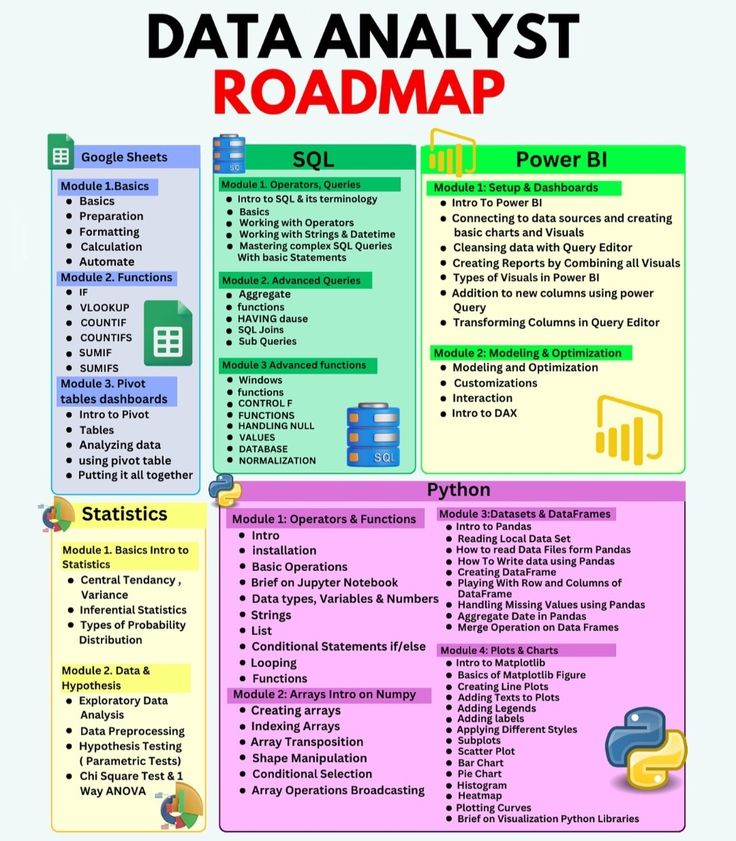 DATA ANALYST
ROADMAP
Google Sheets
Module 1.Basics
Basics
Preparation
Formatting
Calculation
Automate
Module 2. Functions
IF
VLOOKUP
COUNTIF
COUNTIFS
SUMIF
SUMIFS
Module 3. Pivot
tables dashboards
Intro to Pivot
Tables
Analyzing data
using pivot table
Putting it all together
SQL
Module 1. Operators, Queries
Intro to SQL & its terminology
Basics
Working with Operators
Working with Strings & Datetime
Mastering complex SQL Queries
With basic Statements
Module 2. Advanced Queries
Aggregate
functions
HAVING dause
SQL Joins
Sub Queries
Module 3 Advanced functions
Windows
functions
CONTROL F
FUNCTIONS
HANDLING NULL
VALUES
DATABASE
NORMALIZATION
SQL
Power BI
Module 1: Setup & Dashboards
Intro To Power BI
Connecting to data sources and creating
basic charts and Visuals
Cleansing data with Query Editor
Creating Reports by Combining all Visuals
Types of Visuals in Power BI
Addition to new columns using power
Query
Transforming Columns in Query Editor
Module 2: Modeling & Optimization
Modeling and Optimization
Customizations
Interaction
Intro to DAX
Statistics
Module 1. Basics Intro to
Statistics
Central Tendancy ,
Variance
Inferential Statistics
Types of Probability
Distribution
Module 2. Data &
Hypothesis
Exploratory Data
Analysis
Data Preprocessing
Hypothesis Testing
( Parametric Tests)
Chi Square Test & 1
Way ANOVA
Python
Module 1: Operators & Functions
Intro
installation
Basic Operations
Brief on Jupyter Notebook
Data types, Variables & Numbers
Strings
List
Conditional Statements if/else
Looping
Functions
Module 2: Arrays Intro on Numpy
Creating arrays
Indexing Arrays
Array Transposition
Shape Manipulation
Conditional Selection
Array Operations Broadcasting
Module 3:Datasets & DataFrames
Intro to Pandas
Reading Local Data Set
How to read Data Files form Pandas
How To Write data using Pandas
Creating DataFrame
Playing With Row and Columns of
DataFrame
Handling Missing Values using Pandas
Aggregate Date in Pandas
Merge Operation on Data Frames
Module 4: Plots & Charts
Intro to Matplotlib
Basics of Matplotlib Figure
Creating Line Plots
Adding Texts to Plots
Adding Legends
Adding labels
Applying Different Styles
Subplots
Scatter Plot
Bar Chart
Pie Chart
Histogram
Heatmap
Plotting Curves
Brief on Visualization Python Libraries